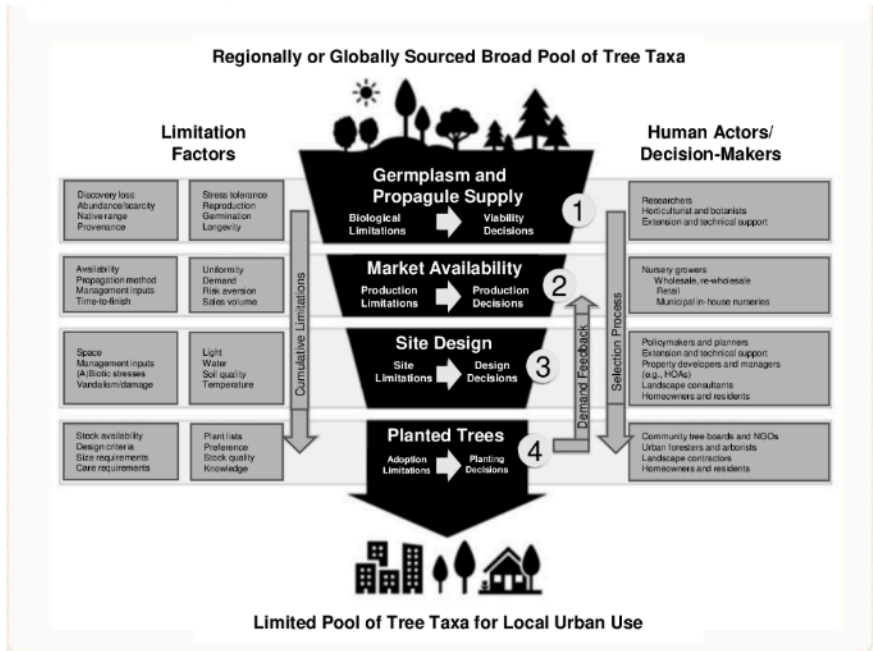 Regionally or Globally Sourced Broad Pool of Tree Taxa
Limitation
Factors
Human Actors/
Decision-Makers
Germplasm and
Propagule Supply
Biological
Limitations
Viability
Decisions
1
Discovery loss
Abundance/scarcity
Native range
Provenance
Stress tolerance
Reproduction
Germination
Longevity
Researchers
Horticulturist and botanists
Extension and technical support
Market Availability
Production
Limitations
Production
Decisions
2
Availability
Propagation method
Management inputs
Time-to-finish
Uniformity
Demand
Risk aversion
Sales volume
Nursery growers
Wholesale, re-wholesale
Retail
Municipal in-house nurseries
Cumulative Limitations
Demand Feedback
Selection Process
Site Design
Site
Limitations
Design
Decisions
3
Space
Management inputs
(A)Biotic stresses
Vandalism/damage
Light
Water
Soil quality
Temperature
Policymakers and planners
Extension and technical support
Property developers and managers
(e.g., HOAs)
Landscape consultants
Homeowners and residents
Planted Trees
Adoption
Limitations
Planting
Decisions
4
Stock availability
Design criteria
Size requirements
Care requirements
Plant lists
Preference
Stock quality
Knowledge
Community tree boards and NGOs
Urban foresters and arborists
Landscape contractors
Homeowners and residents
Limited Pool of Tree Taxa for Local Urban Use